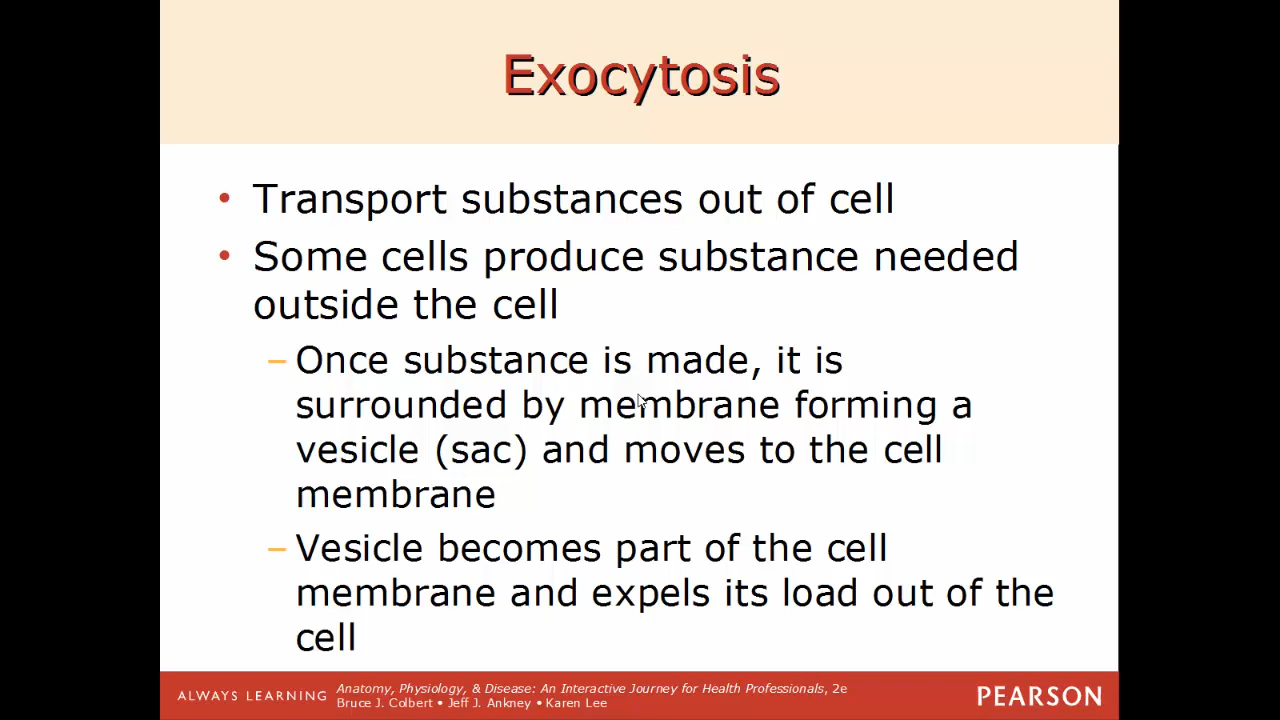 Exocytosis
• Transport substances out of cell
• Some cells produce substance needed
outside the cell
– Once substance is made, it is
surrounded by membrane forming a
vesicle (sac) and moves to the cell
membrane
– Vesicle becomes part of the cell
membrane and expels its load out of the
cell
ALWAYS LEARNING
Anatomy, Physiology, & Disease: An Interactive Journey for Health Professionals, 2e
Bruce J. Colbert • Jeff J. Ankney • Karen Lee
PEARSON